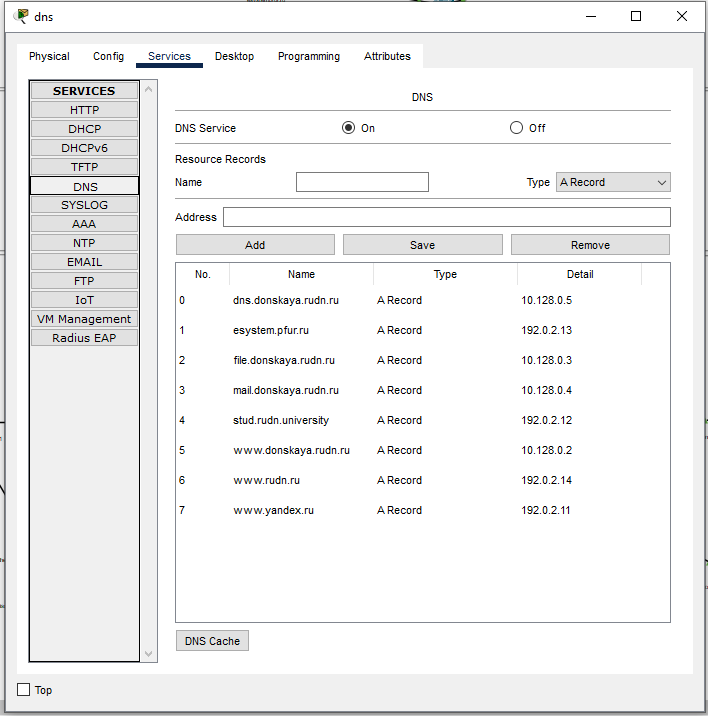 dns
Physical Config Services Desktop Programming Attributes
SERVICES
HTTP
DHCP
DHCPv6
TFTP
DNS
SYSLOG
AAA
NTP
EMAIL
FTP
IoT
VM Management
Radius EAP
DNS
DNS Service On Off
Resource Records
Name Type A Record
Address
Add Save Remove
No. Name Type Detail
0 dns.donskaya.rudn.ru A Record 10.128.0.5
1 esystem.pfur.ru A Record 192.0.2.13
2 file.donskaya.rudn.ru A Record 10.128.0.3
3 mail.donskaya.rudn.ru A Record 10.128.0.4
4 stud.rudn.university A Record 192.0.2.12
5 www.donskaya.rudn.ru A Record 10.128.0.2
6 www.rudn.ru A Record 192.0.2.14
7 www.yandex.ru A Record 192.0.2.11
DNS Cache
Top